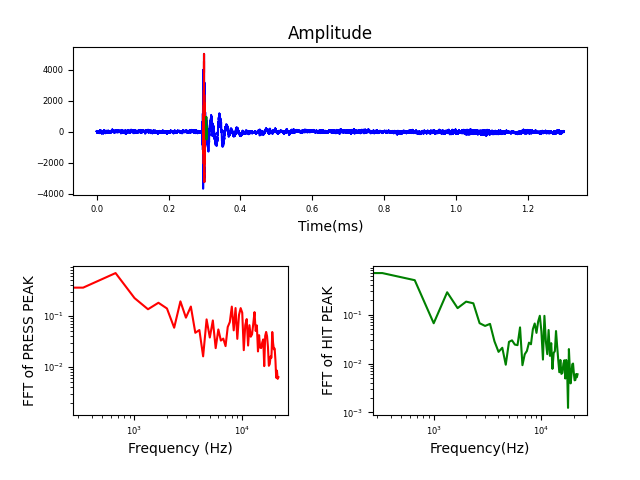 Amplitude
4000
2000
0
−2000
−4000
0.0 0.2 0.4 0.6 0.8 1.0 1.2
Time(ms)
FFT of PRESS PEAK
10⁻¹
10⁻²
10³ 10⁴
Frequency (Hz)
FFT of HIT PEAK
10⁻¹
10⁻²
10⁻³
10³ 10⁴
Frequency(Hz)